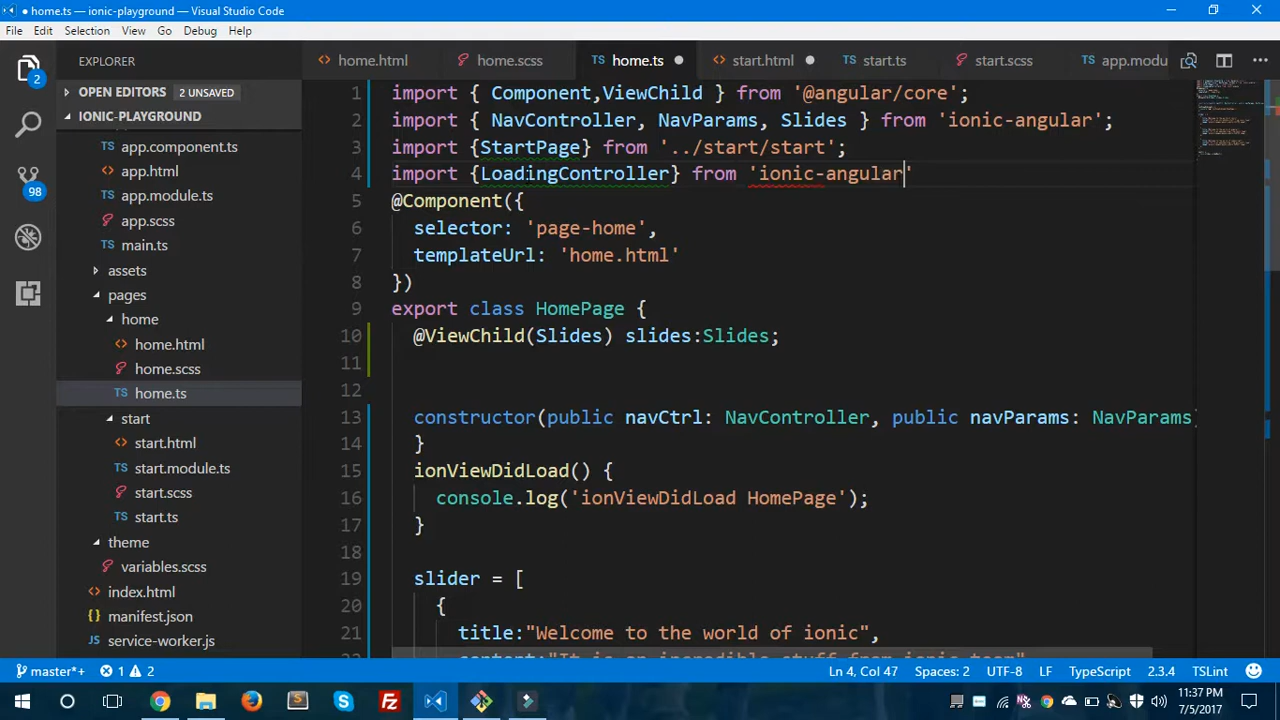 ● home.ts — ionic-playground — Visual Studio Code
File Edit Selection View Go Debug Help
EXPLORER
OPEN EDITORS 2 UNSAVED
IONIC-PLAYGROUND
app.component.ts
app.html
app.module.ts
app.scss
main.ts
assets
pages
home
home.html
home.scss
TS home.ts
start
start.html
TS start.module.ts
start.scss
TS start.ts
theme
variables.scss
index.html
manifest.json
service-worker.js
2
98
home.html home.scss TS home.ts start.html TS start.ts start.scss TS app.modu
1 import { Component,ViewChild } from '@angular/core';
2 import { NavController, NavParams, Slides } from 'ionic-angular';
3 import {StartPage} from '../start/start';
4 import {LoadingController} from 'ionic-angular'
5 @Component({
6 selector: 'page-home',
7 templateUrl: 'home.html'
8 })
9 export class HomePage {
10 @ViewChild(Slides) slides:Slides;
11
12
13 constructor(public navCtrl: NavController, public navParams: NavParams)
14 }
15 ionViewDidLoad() {
16 console.log('ionViewDidLoad HomePage');
17 }
18
19 slider = [
20 {
21 title:"Welcome to the world of ionic",
master*+ 1 2 Ln 4, Col 47 Spaces: 2 UTF-8 LF TypeScript 2.3.4 TSLint
11:37 PM
7/5/2017